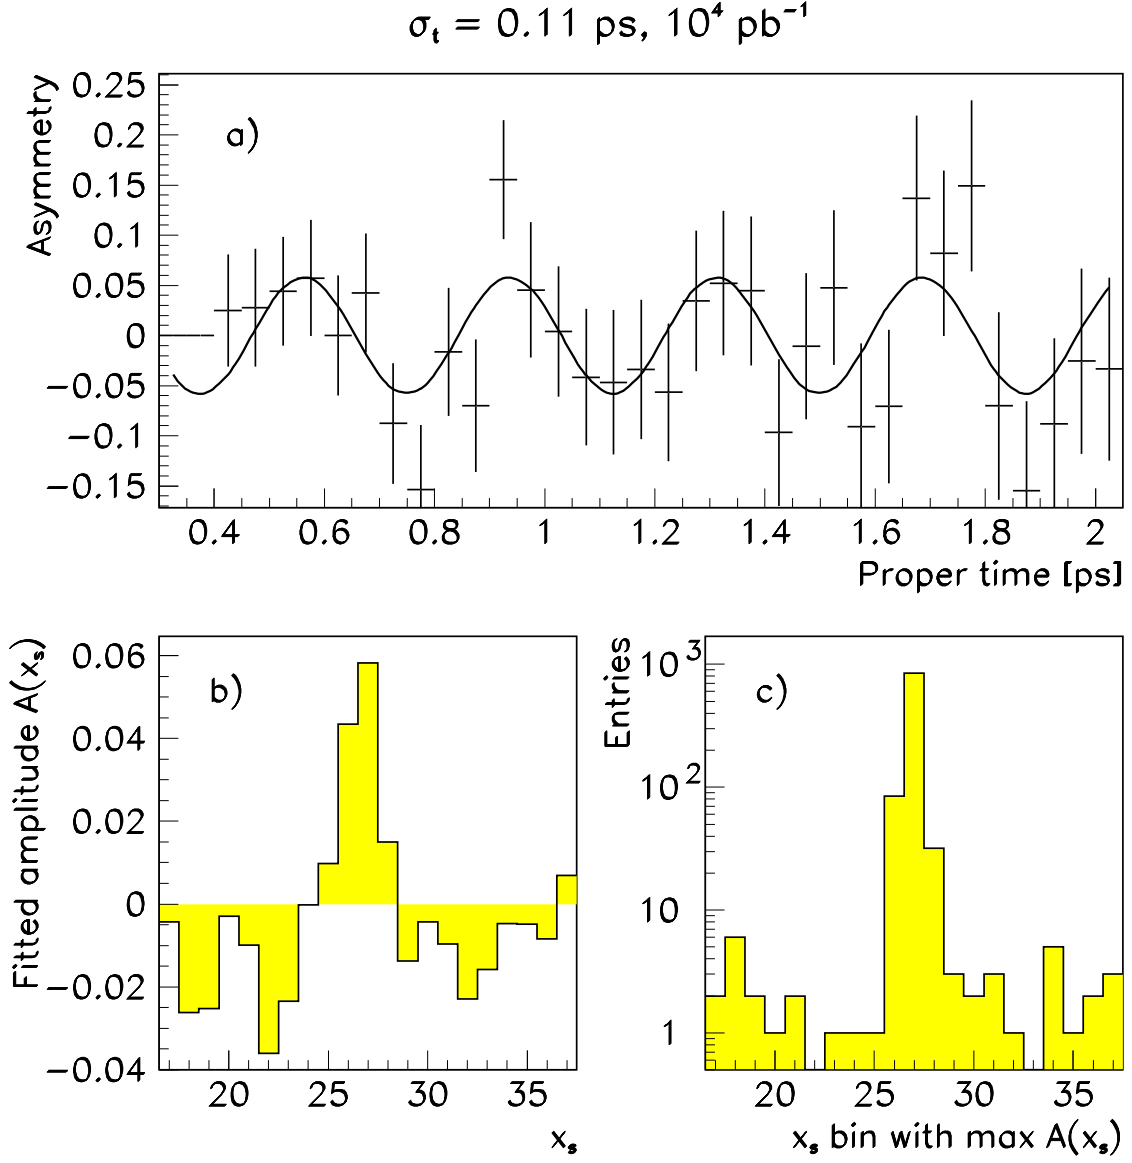 σt = 0.11 ps, 10⁴ pb⁻¹
Asymmetry
a)
0.25
0.2
0.15
0.1
0.05
0
−0.05
−0.1
−0.15
0.4 0.6 0.8 1 1.2 1.4 1.6 1.8 2
Proper time [ps]
Fitted amplitude A(xs)
b)
0.06
0.04
0.02
0
−0.02
−0.04
20 25 30 35
xs
Entries
c)
10³
10²
10
1
20 25 30 35
xs bin with max A(xs)